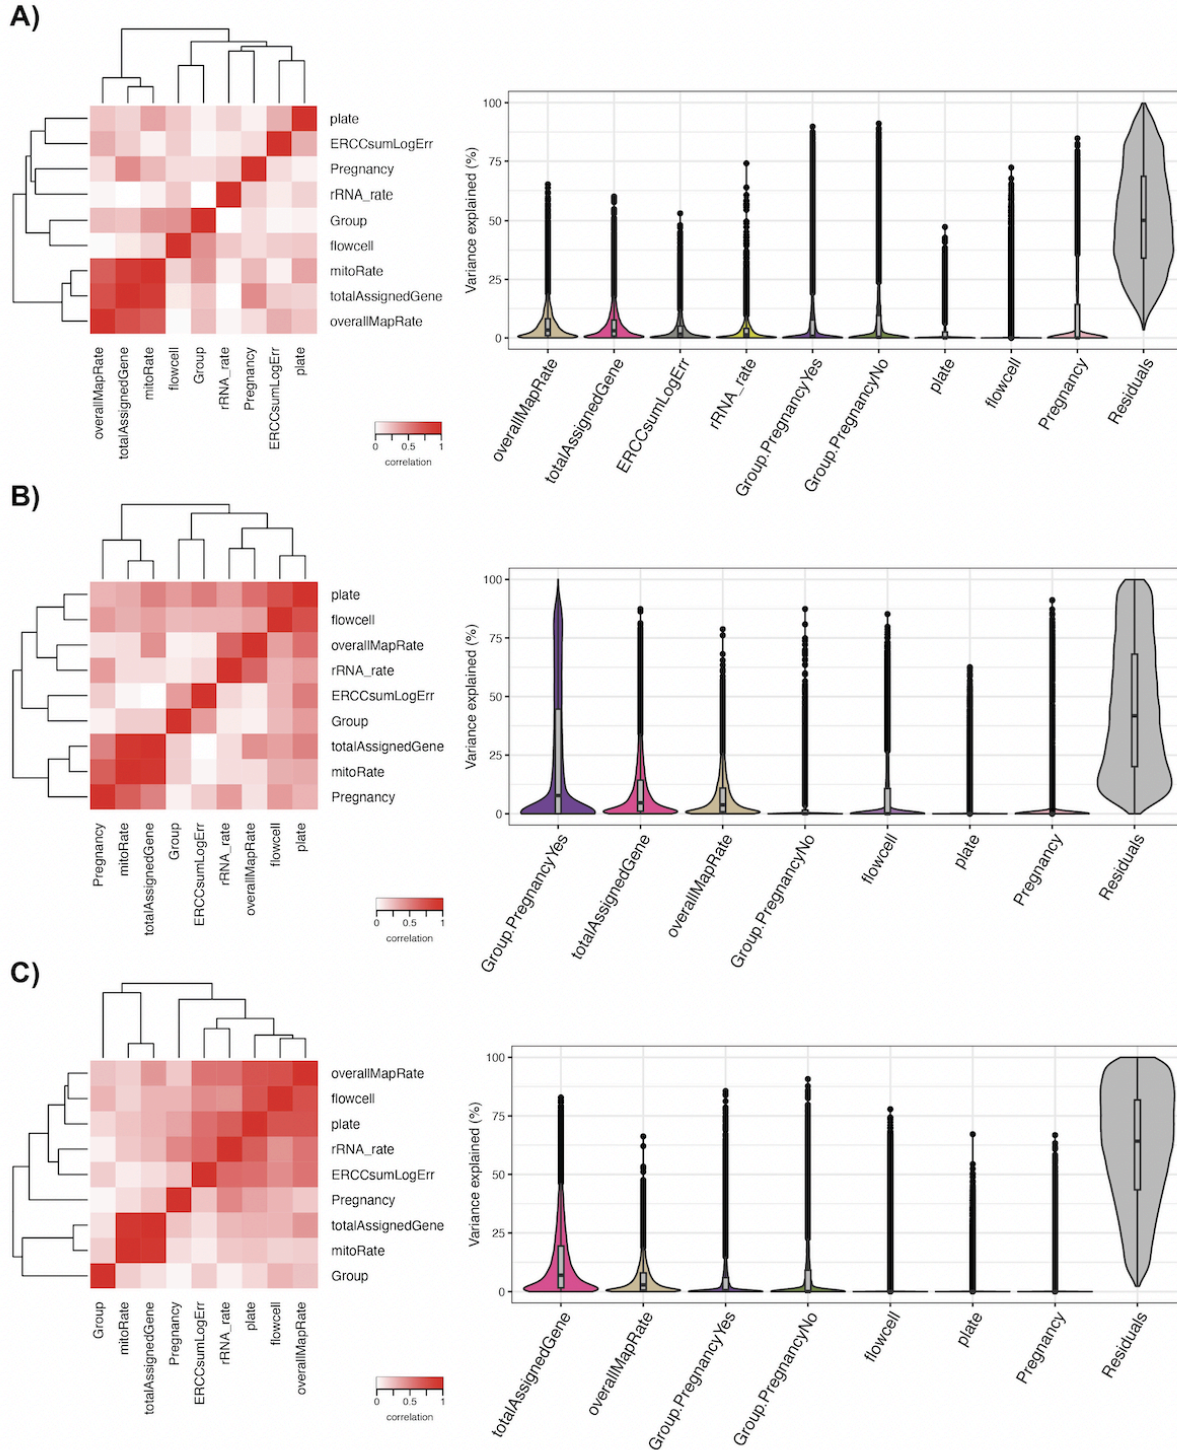 A)
plate
ERCCsumLogErr
Pregnancy
rRNA_rate
Group
flowcell
mitoRate
totalAssignedGene
overallMapRate
overallMapRate
totalAssignedGene
mitoRate
flowcell
Group
rRNA_rate
Pregnancy
ERCCsumLogErr
plate
0 0.5 1
correlation
Variance explained (%)
100
75
50
25
0
overallMapRate
totalAssignedGene
ERCCsumLogErr
rRNA_rate
Group.PregnancyYes
Group.PregnancyNo
plate
flowcell
Pregnancy
Residuals
B)
plate
flowcell
overallMapRate
rRNA_rate
ERCCsumLogErr
Group
totalAssignedGene
mitoRate
Pregnancy
Pregnancy
mitoRate
totalAssignedGene
Group
ERCCsumLogErr
rRNA_rate
overallMapRate
flowcell
plate
0 0.5 1
correlation
Variance explained (%)
100
75
50
25
0
Group.PregnancyYes
totalAssignedGene
overallMapRate
Group.PregnancyNo
flowcell
plate
Pregnancy
Residuals
C)
overallMapRate
flowcell
plate
rRNA_rate
ERCCsumLogErr
Pregnancy
totalAssignedGene
mitoRate
Group
Group
mitoRate
totalAssignedGene
Pregnancy
ERCCsumLogErr
rRNA_rate
plate
flowcell
overallMapRate
0 0.5 1
correlation
Variance explained (%)
100
75
50
25
0
totalAssignedGene
overallMapRate
Group.PregnancyYes
Group.PregnancyNo
flowcell
plate
Pregnancy
Residuals